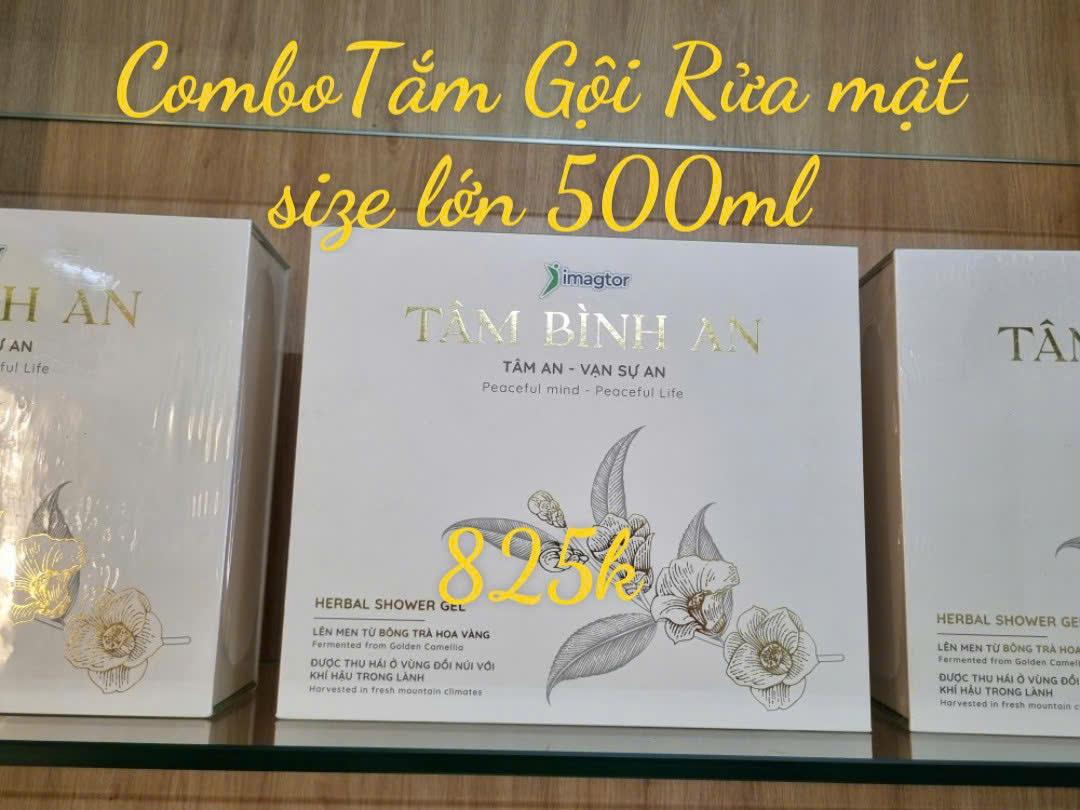 ComboTắm Gội Rửa mặt
size lớn 500ml
imagtor
TÂM BÌNH AN
TÂM AN - VẠN SỰ AN
Peaceful mind - Peaceful Life
825k
HERBAL SHOWER GEL
LÊN MEN TỪ BÔNG TRÀ HOA VÀNG
Fermented from Golden Camellia
ĐƯỢC THU HÁI Ở VÙNG ĐỒI NÚI VỚI
KHÍ HẬU TRONG LÀNH
Harvested in fresh mountain climates
H AN
AN
ful Life
TÂ
HERBAL SHOWER GE
LÊN MEN TỪ BÔNG TRÀ HOA
Fermented from Golden Camell
ĐƯỢC THU HÁI Ở VÙNG ĐỒI
KHÍ HẬU TRONG LÀNH
Harvested in fresh mountain c